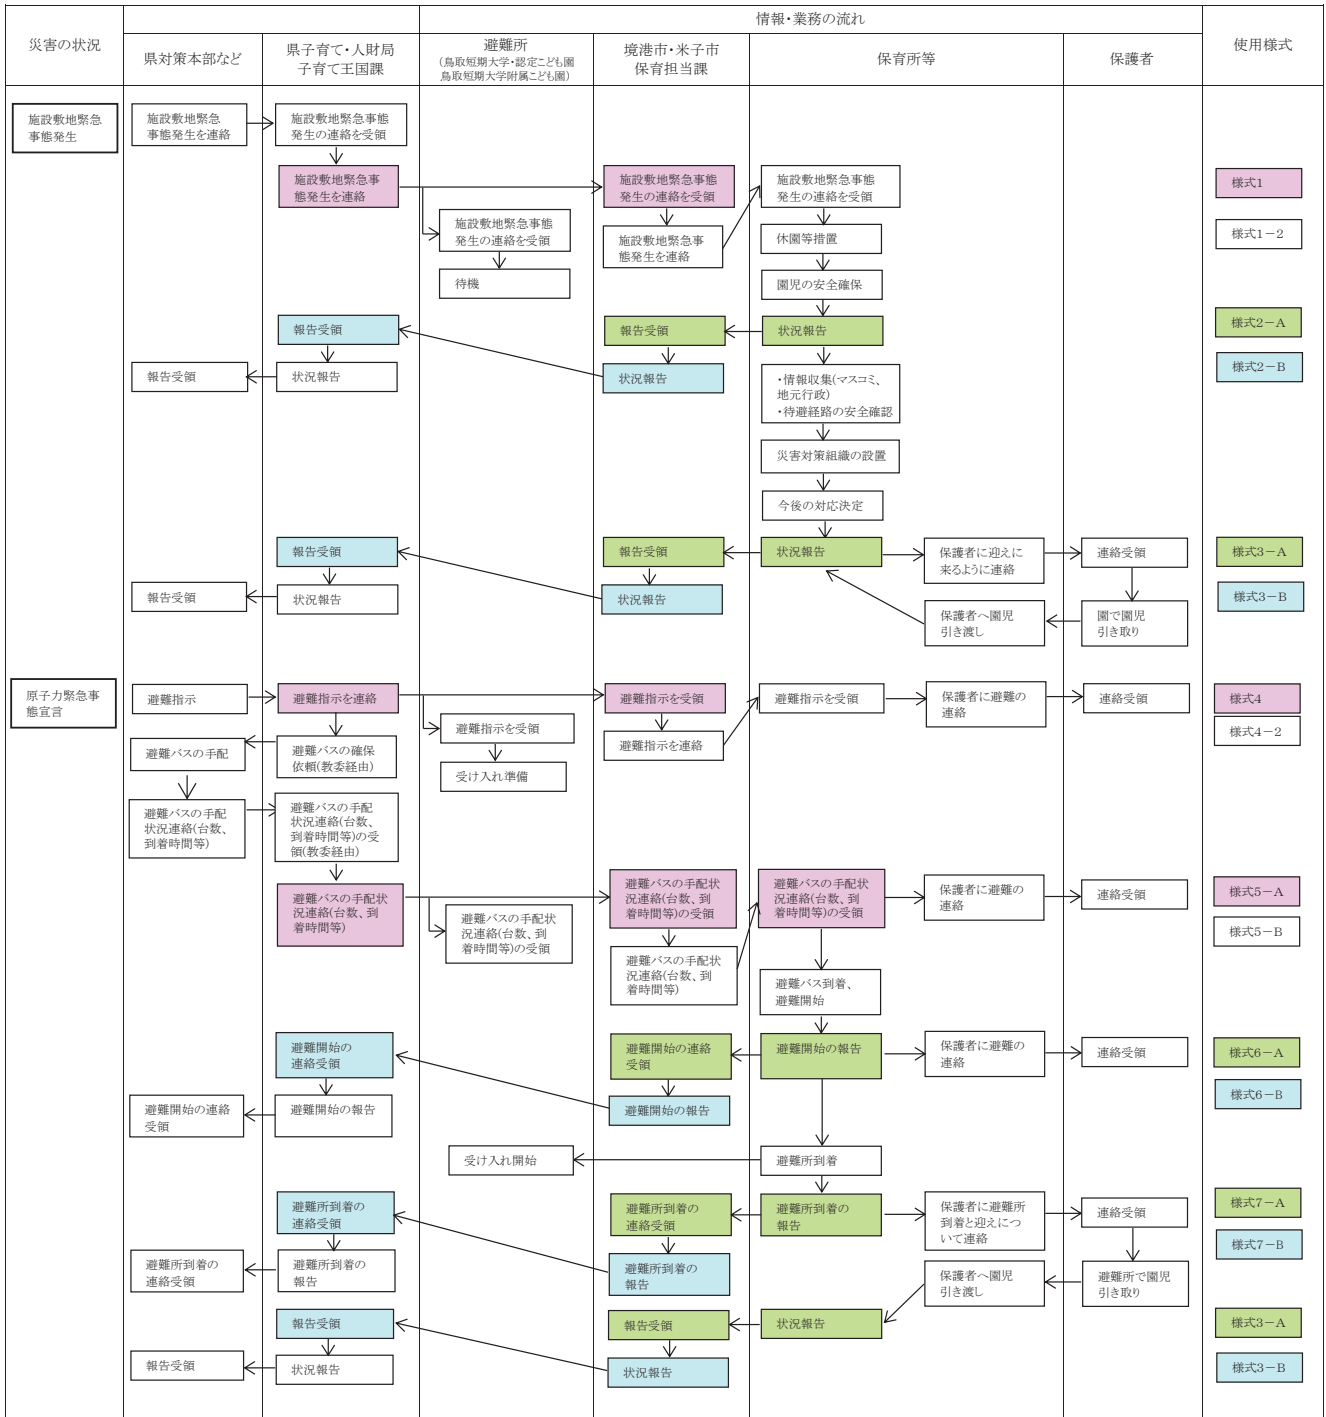 情報・業務の流れ
災害の状況
県対策本部など
県子育て・人財局
子育て王国課
避難所
(鳥取短期大学・認定こども園
鳥取短期大学附属こども園)
境港市・米子市
保育担当課
保育所等
保護者
使用様式
施設敷地緊急
事態発生
施設敷地緊急
事態発生を連絡
施設敷地緊急事態
発生の連絡を受領
施設敷地緊急事
態発生を連絡
施設敷地緊急事態
発生の連絡を受領
施設敷地緊急事態
発生の連絡を受領
様式1
施設敷地緊急事態
発生の連絡を受領
施設敷地緊急事
態発生を連絡
休園等措置
様式1-2
待機
園児の安全確保
報告受領
報告受領
状況報告
様式2-A
報告受領
状況報告
状況報告
・情報収集(マスコミ、
地元行政)
・待避経路の安全確認
様式2-B
災害対策組織の設置
今後の対応決定
報告受領
報告受領
状況報告
保護者に迎えに
来るように連絡
連絡受領
様式3-A
報告受領
状況報告
状況報告
保護者へ園児
引き渡し
園で園児
引き取り
様式3-B
原子力緊急事
態宣言
避難指示
避難指示を連絡
避難指示を受領
避難指示を受領
保護者に避難の
連絡
連絡受領
様式4
避難指示を受領
避難指示を連絡
様式4-2
避難バスの手配
避難バスの確保
依頼(教委経由)
受け入れ準備
避難バスの手配
状況連絡(台数、
到着時間等)
避難バスの手配
状況連絡(台数、
到着時間等)の受
領(教委経由)
避難バスの手配状
況連絡(台数、到
着時間等)
避難バスの手配状
況連絡(台数、到
着時間等)の受領
避難バスの手配状
況連絡(台数、到
着時間等)の受領
保護者に避難の
連絡
連絡受領
様式5-A
避難バスの手配状
況連絡(台数、到
着時間等)の受領
避難バスの手配状
況連絡(台数、到
着時間等)
様式5-B
避難バス到着、
避難開始
避難開始の
連絡受領
避難開始の連絡
受領
避難開始の報告
保護者に避難の
連絡
連絡受領
様式6-A
避難開始の連絡
受領
避難開始の報告
避難開始の報告
様式6-B
受け入れ開始
避難所到着
避難所到着の
連絡受領
避難所到着の
連絡受領
避難所到着の
報告
保護者に避難所
到着と迎えにつ
いて連絡
連絡受領
様式7-A
避難所到着の
連絡受領
避難所到着の
報告
避難所到着の
報告
様式7-B
保護者へ園児
引き渡し
避難所で園児
引き取り
報告受領
報告受領
状況報告
様式3-A
報告受領
状況報告
状況報告
様式3-B